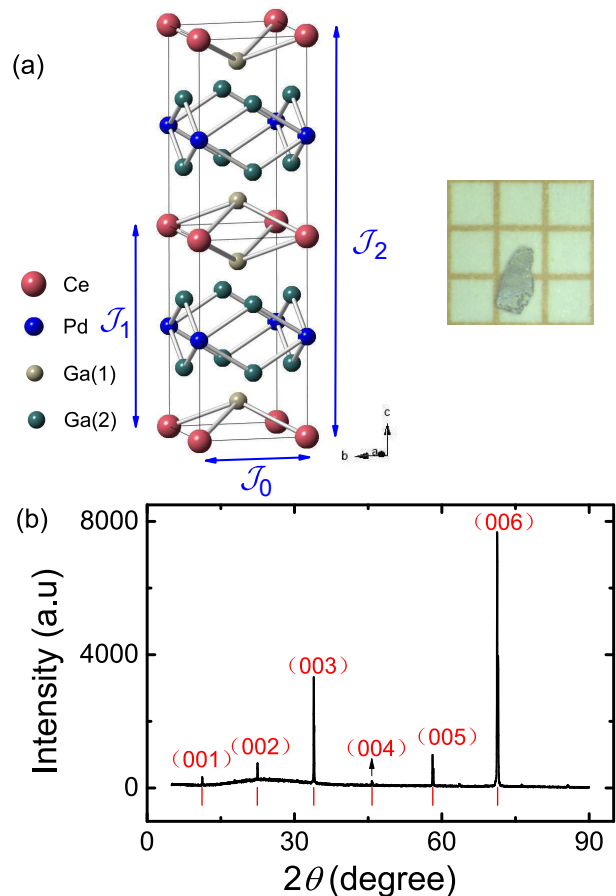 (a)
𝒥₂
𝒥₁
Ce
Pd
Ga(1)
Ga(2)
c
b
a
𝒥₀
(b)
8000
4000
0
Intensity (a.u)
(001)
(002)
(003)
(004)
(005)
(006)
0
30
60
90
2θ (degree)